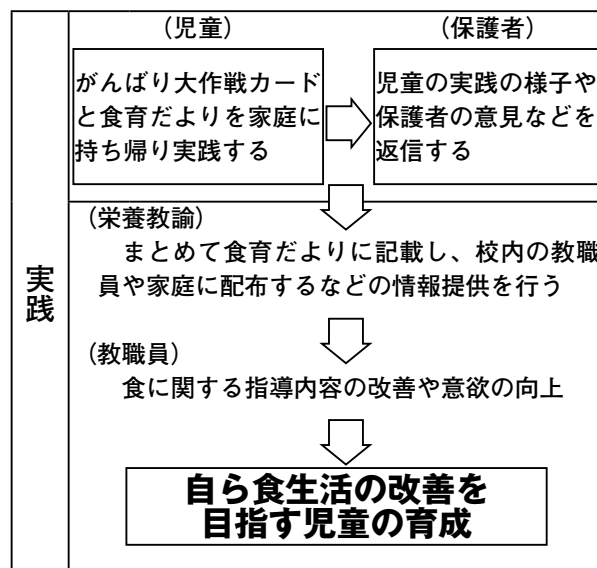 (児童)
がんばり大作戦カード
と食育だよりを家庭に
持ち帰り実践する
(保護者)
児童の実践の様子や
保護者の意見などを
返信する
実践
(栄養教諭)
まとめて食育だよりに記載し、校内の教職
員や家庭に配布するなどの情報提供を行う
(教職員)
食に関する指導内容の改善や意欲の向上
自ら食生活の改善を
目指す児童の育成